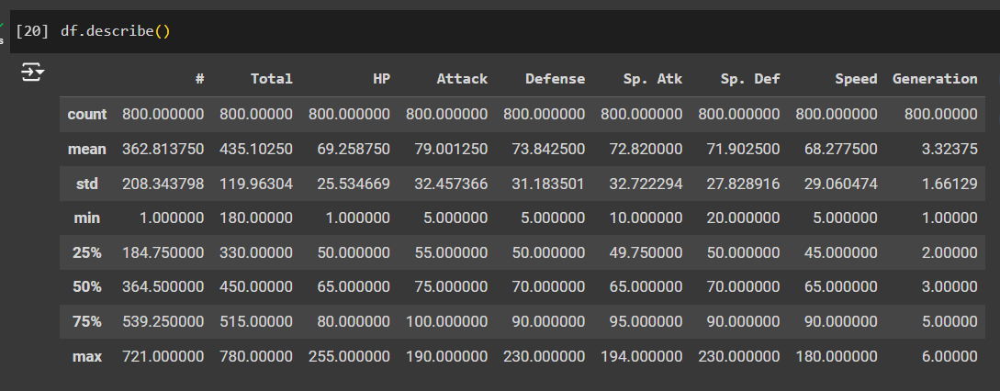 [20] df.describe()
s
# Total HP Attack Defense Sp. Atk Sp. Def Speed Generation
count 800.000000 800.00000 800.000000 800.000000 800.000000 800.000000 800.000000 800.000000 800.00000
mean 362.813750 435.10250 69.258750 79.001250 73.842500 72.820000 71.902500 68.277500 3.32375
std 208.343798 119.96304 25.534669 32.457366 31.183501 32.722294 27.828916 29.060474 1.66129
min 1.000000 180.00000 1.000000 5.000000 5.000000 10.000000 20.000000 5.000000 1.00000
25% 184.750000 330.00000 50.000000 55.000000 50.000000 49.750000 50.000000 45.000000 2.00000
50% 364.500000 450.00000 65.000000 75.000000 70.000000 65.000000 70.000000 65.000000 3.00000
75% 539.250000 515.00000 80.000000 100.000000 90.000000 95.000000 90.000000 90.000000 5.00000
max 721.000000 780.00000 255.000000 190.000000 230.000000 194.000000 230.000000 180.000000 6.00000